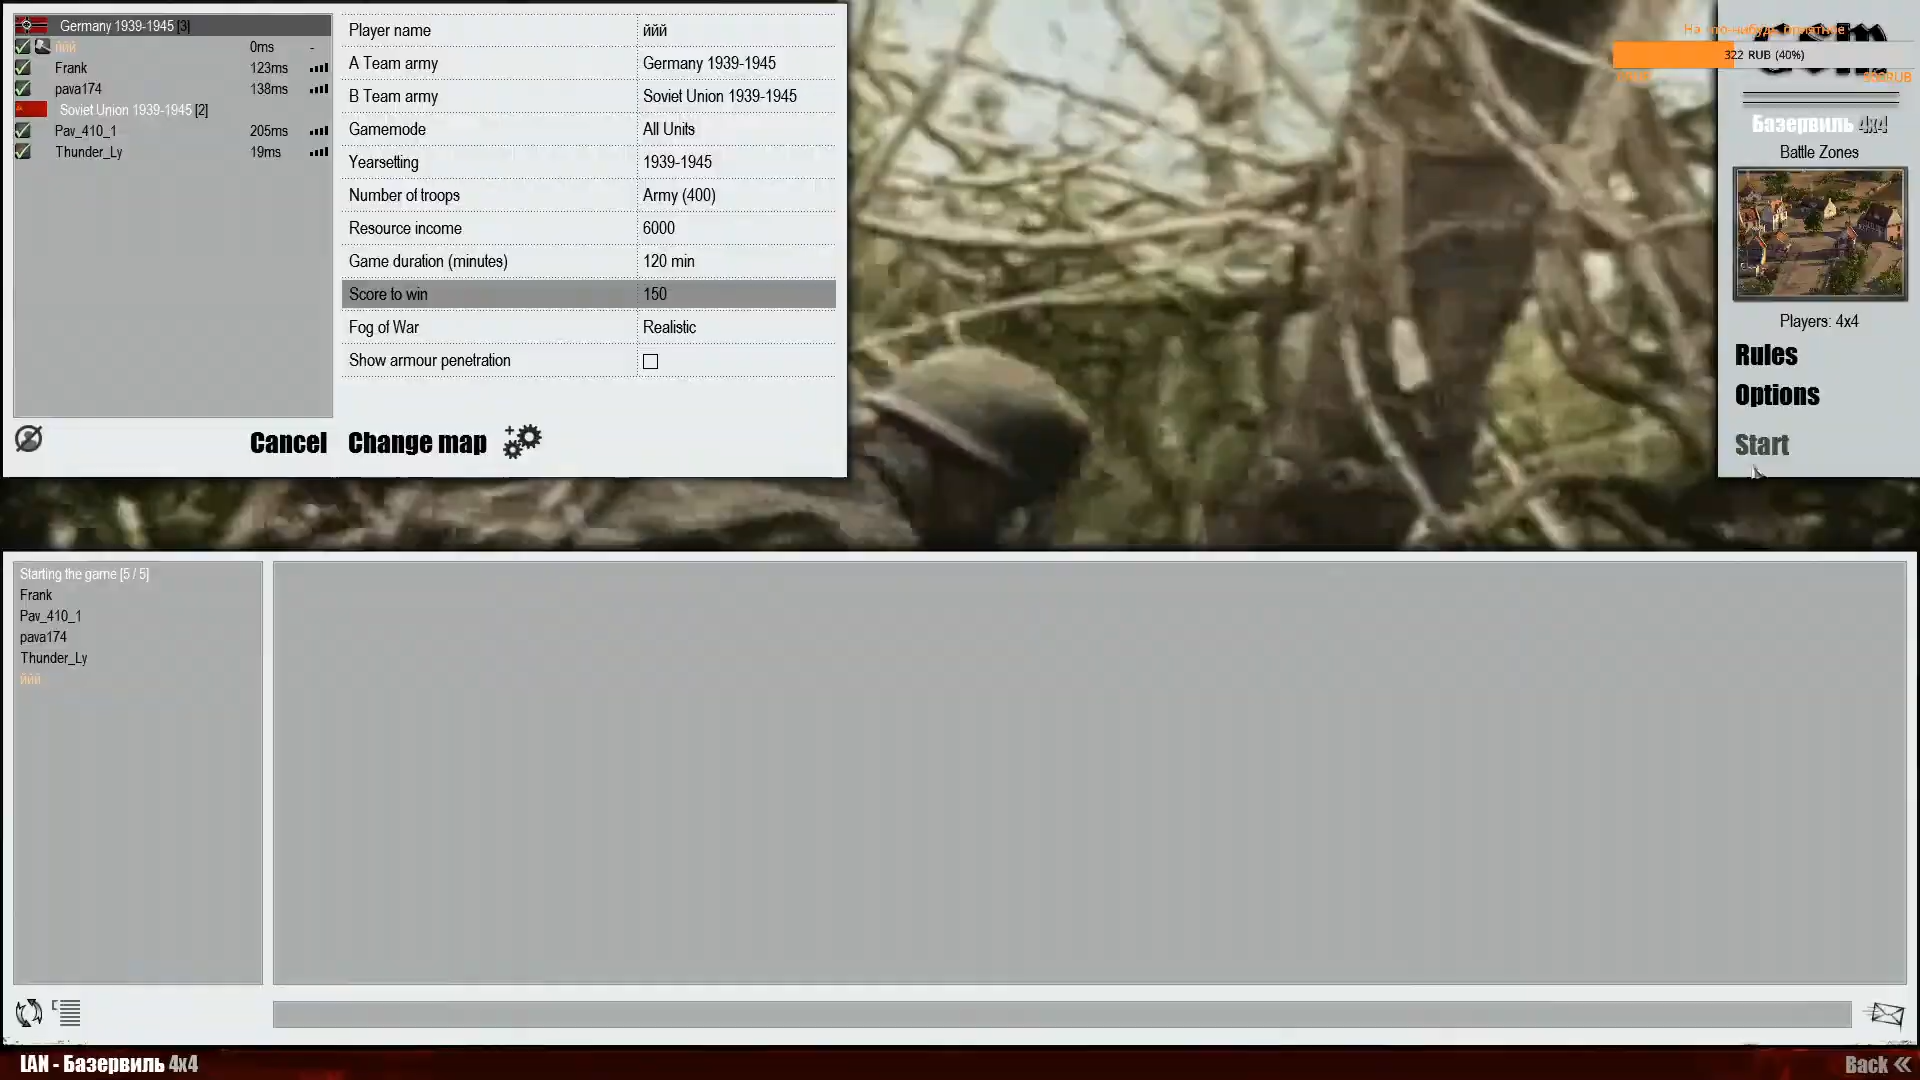 Germany 1939-1945 [3]
ййй 0ms -
Frank 123ms
pava174 138ms
Soviet Union 1939-1945 [2]
Pav_410_1 205ms
Thunder_Ly 19ms
Player name ййй
A Team army Germany 1939-1945
B Team army Soviet Union 1939-1945
Gamemode All Units
Yearsetting 1939-1945
Number of troops Army (400)
Resource income 6000
Game duration (minutes) 120 min
Score to win 150
Fog of War Realistic
Show armour penetration
Cancel
Change map
На что-нибудь приятное
322 RUB (40%)
Базервиль 4x4
Battle Zones
Players: 4x4
Rules
Options
Start
Starting the game [5 / 5]
Frank
Pav_410_1
pava174
Thunder_Ly
ййй
LAN - Базервиль 4x4
Back